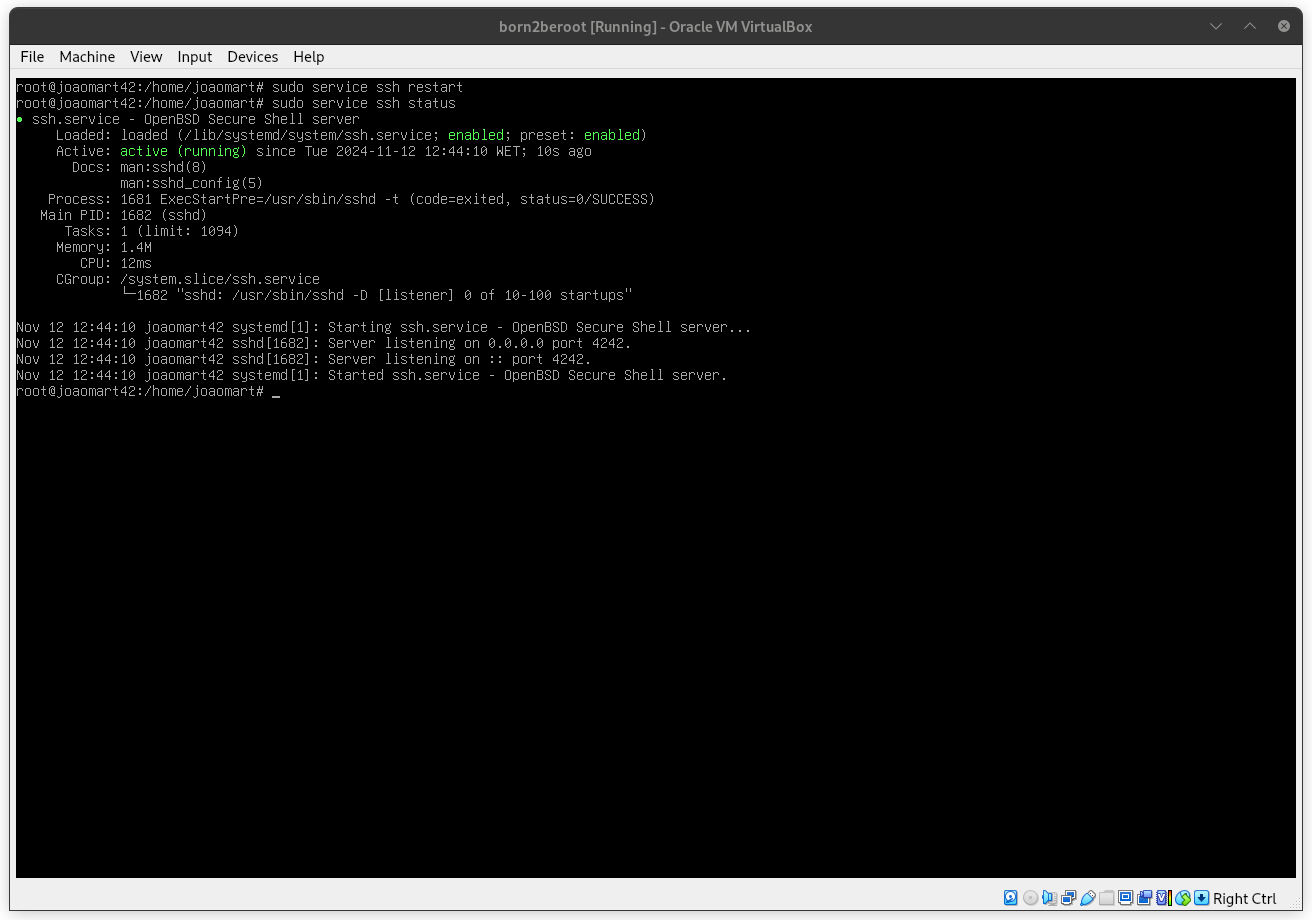 born2beroot [Running] - Oracle VM VirtualBox
File Machine View Input Devices Help
root@joaomart42:/home/joaomart# sudo service ssh restart
root@joaomart42:/home/joaomart# sudo service ssh status
● ssh.service - OpenBSD Secure Shell server
Loaded: loaded (/lib/systemd/system/ssh.service; enabled; preset: enabled)
Active: active (running) since Tue 2024-11-12 12:44:10 WET; 10s ago
Docs: man:sshd(8)
man:sshd_config(5)
Process: 1681 ExecStartPre=/usr/sbin/sshd -t (code=exited, status=0/SUCCESS)
Main PID: 1682 (sshd)
Tasks: 1 (limit: 1094)
Memory: 1.4M
CPU: 12ms
CGroup: /system.slice/ssh.service
└─1682 "sshd: /usr/sbin/sshd -D [listener] 0 of 10-100 startups"
Nov 12 12:44:10 joaomart42 systemd[1]: Starting ssh.service - OpenBSD Secure Shell server...
Nov 12 12:44:10 joaomart42 sshd[1682]: Server listening on 0.0.0.0 port 4242.
Nov 12 12:44:10 joaomart42 sshd[1682]: Server listening on :: port 4242.
Nov 12 12:44:10 joaomart42 systemd[1]: Started ssh.service - OpenBSD Secure Shell server.
root@joaomart42:/home/joaomart# _
Right Ctrl